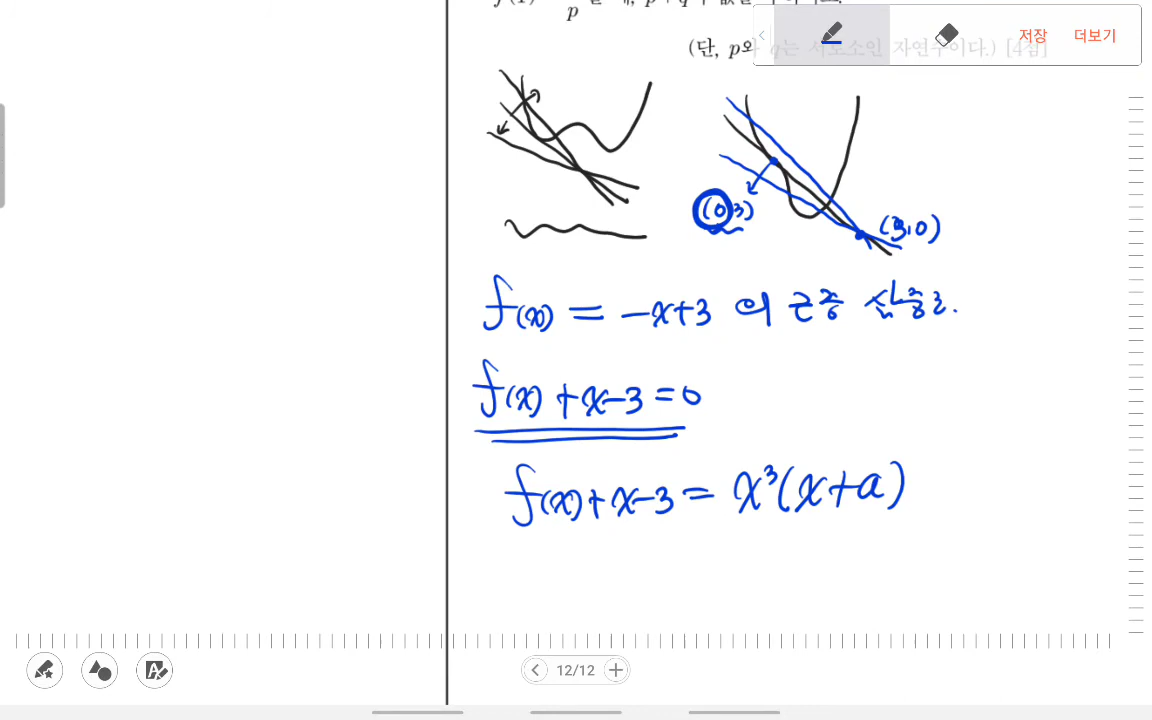 p
(단, p와 q는 서로소인 자연수이다.) [4점]
저장
더보기
(0,3)
(3,0)
f(x) = -x+3 의 근중 삼중근.
f(x) +x-3=0
f(x)+x-3= x³(x+a)
12/12